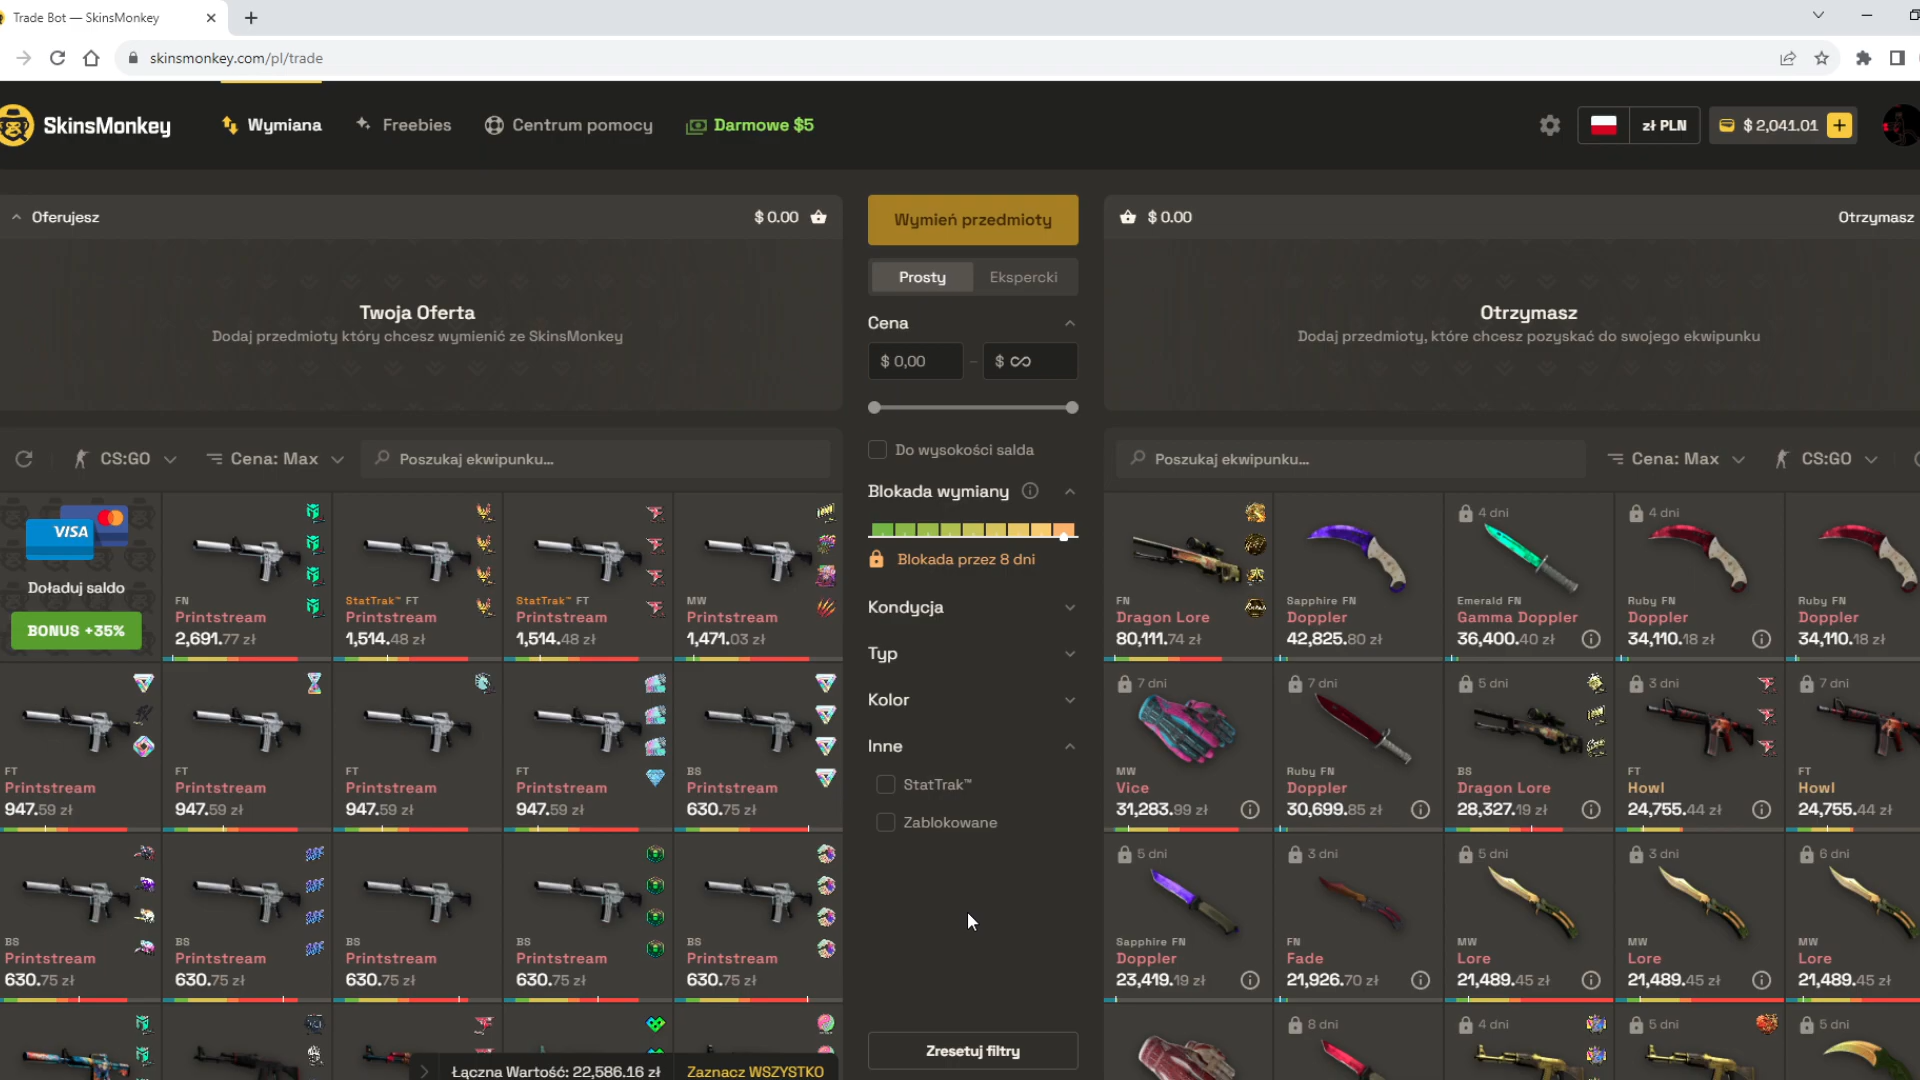 Trade Bot — SkinsMonkey
skinsmonkey.com/pl/trade
SkinsMonkey
Wymiana
Freebies
Centrum pomocy
Darmowe $5
zł PLN
$ 2,041.01
Oferujesz
$ 0.00
Twoja Oferta
Dodaj przedmioty który chcesz wymienić ze SkinsMonkey
Wymień przedmioty
Prosty
Ekspercki
Cena
$ 0,00
–
$ ∞
Do wysokości salda
Blokada wymiany
Blokada przez 8 dni
Kondycja
Typ
Kolor
Inne
StatTrak™
Zablokowane
Zresetuj filtry
$ 0.00
Otrzymasz
Otrzymasz
Dodaj przedmioty, które chcesz pozyskać do swojego ekwipunku
CS:GO
Cena: Max
Poszukaj ekwipunku...
VISA
Doładuj saldo
BONUS +35%
FN
Printstream
2,691.77 zł
StatTrak™ FT
Printstream
1,514.48 zł
StatTrak™ FT
Printstream
1,514.48 zł
MW
Printstream
1,471.03 zł
FT
Printstream
947.59 zł
FT
Printstream
947.59 zł
FT
Printstream
947.59 zł
FT
Printstream
947.59 zł
BS
Printstream
630.75 zł
BS
Printstream
630.75 zł
BS
Printstream
630.75 zł
BS
Printstream
630.75 zł
BS
Printstream
630.75 zł
BS
Printstream
630.75 zł
Łączna Wartość: 22,586.16 zł
Zaznacz WSZYSTKO
Poszukaj ekwipunku...
Cena: Max
CS:GO
FN
Dragon Lore
80,111.74 zł
Sapphire FN
Doppler
42,825.80 zł
4 dni
Emerald FN
Gamma Doppler
36,400.40 zł
4 dni
Ruby FN
Doppler
34,110.18 zł
Ruby FN
Doppler
34,110.18 zł
7 dni
MW
Vice
31,283.99 zł
7 dni
Ruby FN
Doppler
30,699.85 zł
5 dni
BS
Dragon Lore
28,327.19 zł
3 dni
FT
Howl
24,755.44 zł
7 dni
FT
Howl
24,755.44 zł
5 dni
Sapphire FN
Doppler
23,419.19 zł
3 dni
FN
Fade
21,926.70 zł
5 dni
MW
Lore
21,489.45 zł
3 dni
MW
Lore
21,489.45 zł
6 dni
MW
Lore
21,489.45 zł
8 dni
4 dni
5 dni
5 dni